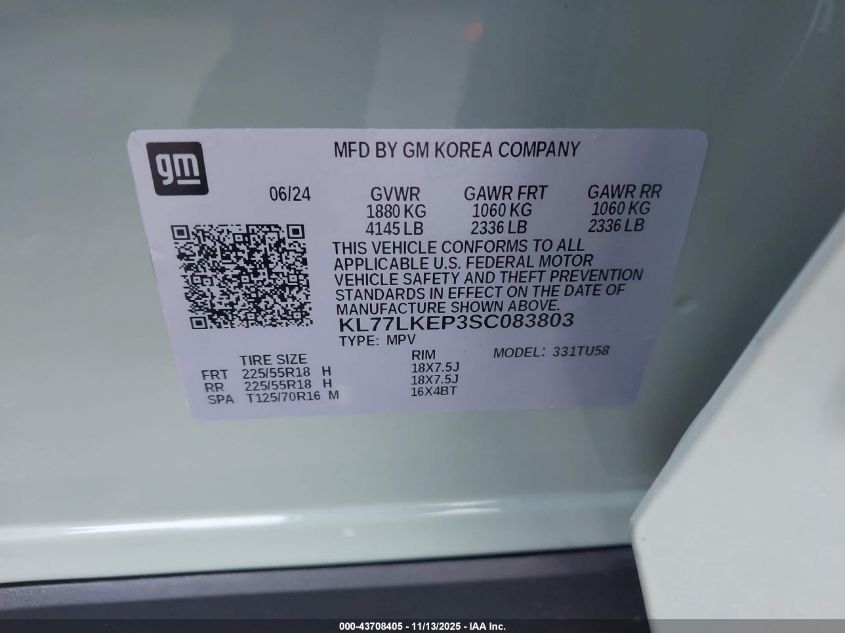 gm
MFD BY GM KOREA COMPANY
06/24 GVWR GAWR FRT GAWR RR
1880 KG 1060 KG 1060 KG
4145 LB 2336 LB 2336 LB
THIS VEHICLE CONFORMS TO ALL
APPLICABLE U.S. FEDERAL MOTOR
VEHICLE SAFETY AND THEFT PREVENTION
STANDARDS IN EFFECT ON THE DATE OF
MANUFACTURE SHOWN ABOVE.
KL77LKEP3SC083803
TYPE: MPV MODEL: 331TU58
TIRE SIZE RIM
FRT 225/55R18 H 18X7.5J
RR 225/55R18 H 18X7.5J
SPA T125/70R16 M 16X4BT
000-43708405 - 11/13/2025 - IAA Inc.